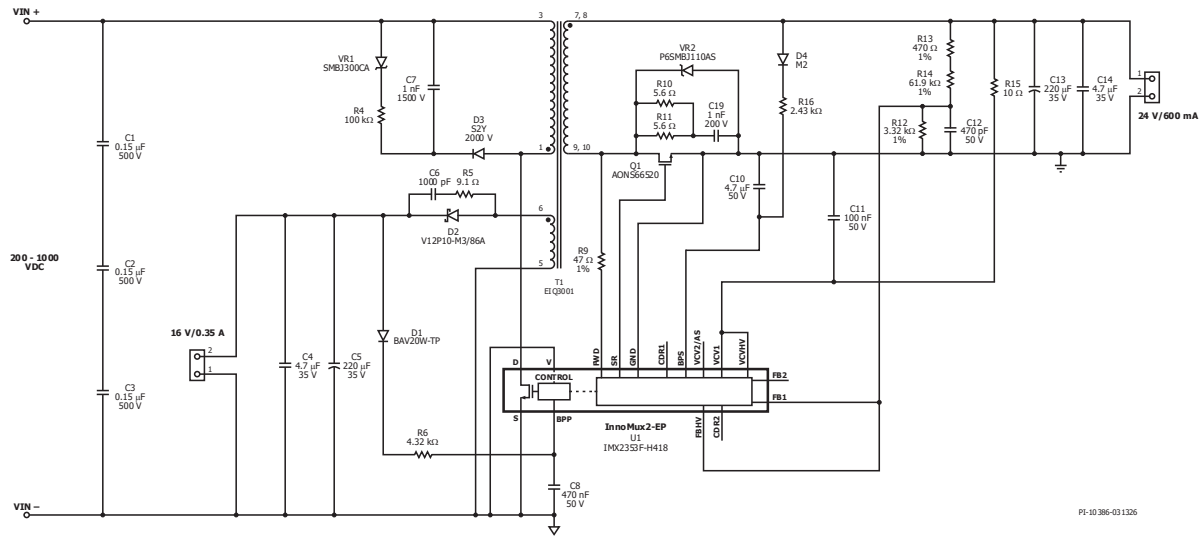 VIN +
C1
0.15 µF
500 V
C2
0.15 µF
500 V
C3
0.15 µF
500 V
200 - 1000
VDC
VIN –
VR1
SMBJ300CA
R4
100 kΩ
C7
1 nF
1500 V
D3
S2Y
2000 V
C6
1000 pF
R5
9.1 Ω
D2
V12P10-M3/86A
3
1
6
5
7, 8
9, 10
T1
EIQ3001
16 V/0.35 A
2
1
C4
4.7 µF
35 V
C5
220 µF
35 V
D1
BAV20W-TP
R6
4.32 kΩ
C8
470 nF
50 V
VR2
P6SMBJ110AS
R10
5.6 Ω
R11
5.6 Ω
C19
1 nF
200 V
Q1
AONS66520
D4
M2
R16
2.43 kΩ
C10
4.7 µF
50 V
C11
100 nF
50 V
R9
47 Ω
1%
R13
470 Ω
1%
R14
61.9 kΩ
1%
R12
3.32 kΩ
1%
C12
470 pF
50 V
R15
10 Ω
C13
220 µF
35 V
C14
4.7 µF
35 V
1
2
24 V/600 mA
D
V
CONTROL
S
BPP
FWD
SR
GND
CDR1
BPS
VCV2/AS
VCV1
VCVHV
FB2
FB1
FBHV
CDR2
InnoMux2-EP
U1
IMX2353F-H418
PI-10386-031326